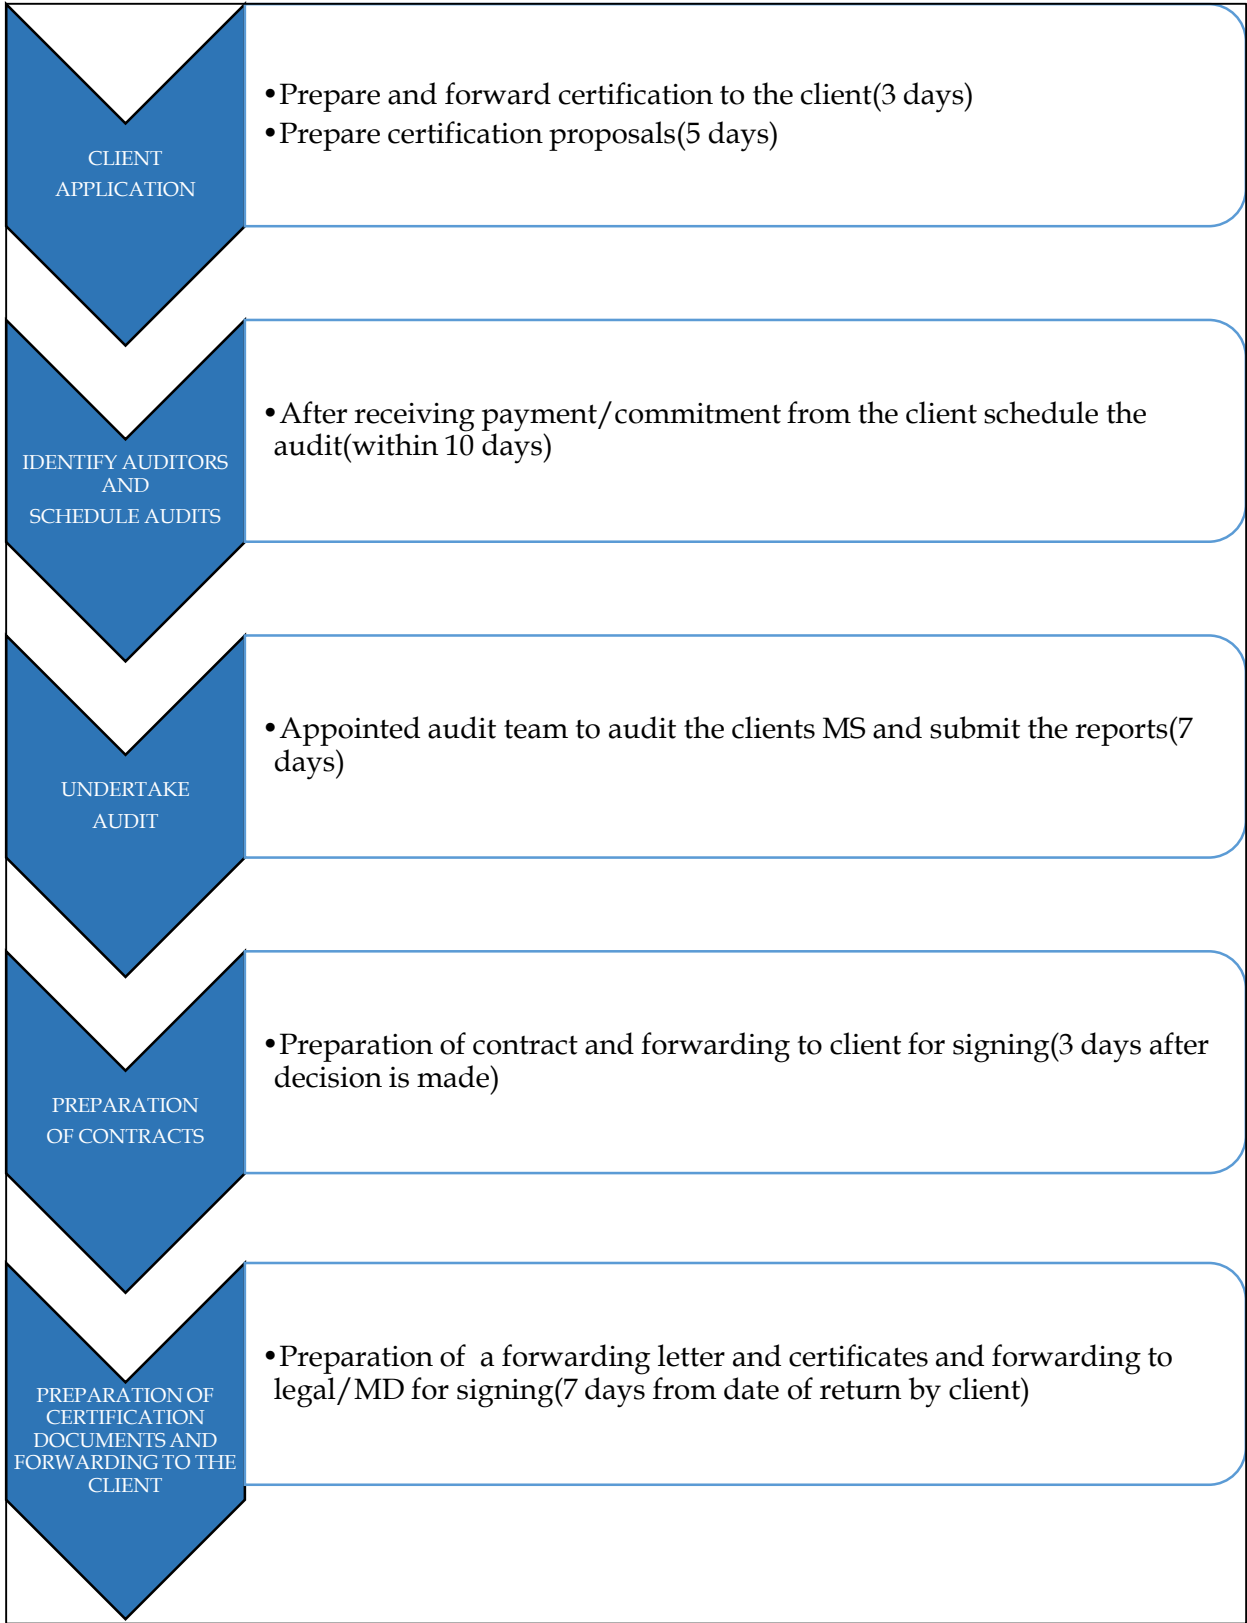 CLIENT
APPLICATION
•Prepare and forward certification to the client(3 days)
•Prepare certification proposals(5 days)
IDENTIFY AUDITORS
AND
SCHEDULE AUDITS
•After receiving payment/commitment from the client schedule the
audit(within 10 days)
UNDERTAKE
AUDIT
•Appointed audit team to audit the clients MS and submit the reports(7
days)
PREPARATION
OF CONTRACTS
•Preparation of contract and forwarding to client for signing(3 days after
decision is made)
PREPARATION OF
CERTIFICATION
DOCUMENTS AND
FORWARDING TO THE
CLIENT
•Preparation of  a forwarding letter and certificates and forwarding to
legal/MD for signing(7 days from date of return by client)